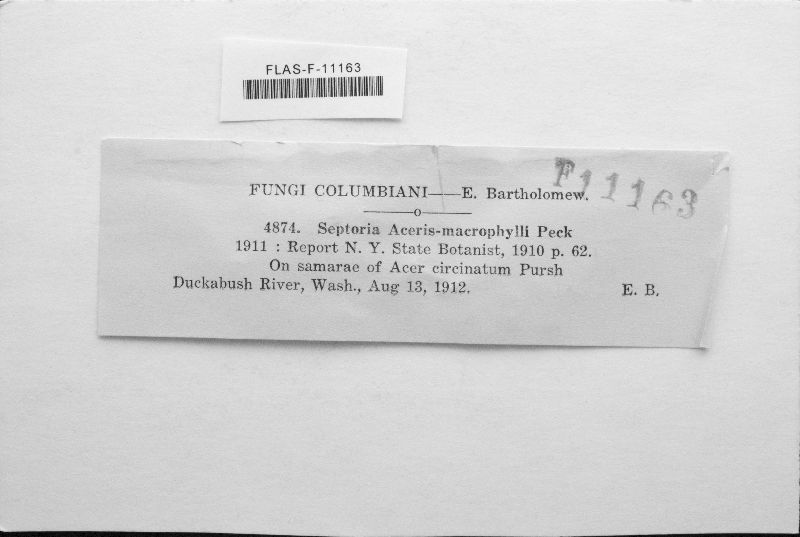 FLAS-F-11163
F11163
FUNGI COLUMBIANI——E. Bartholomew.
4874. Septoria Aceris-macrophylli Peck
1911 : Report N. Y. State Botanist, 1910 p. 62.
On samarae of Acer circinatum Pursh
Duckabush River, Wash., Aug 13, 1912. E. B.